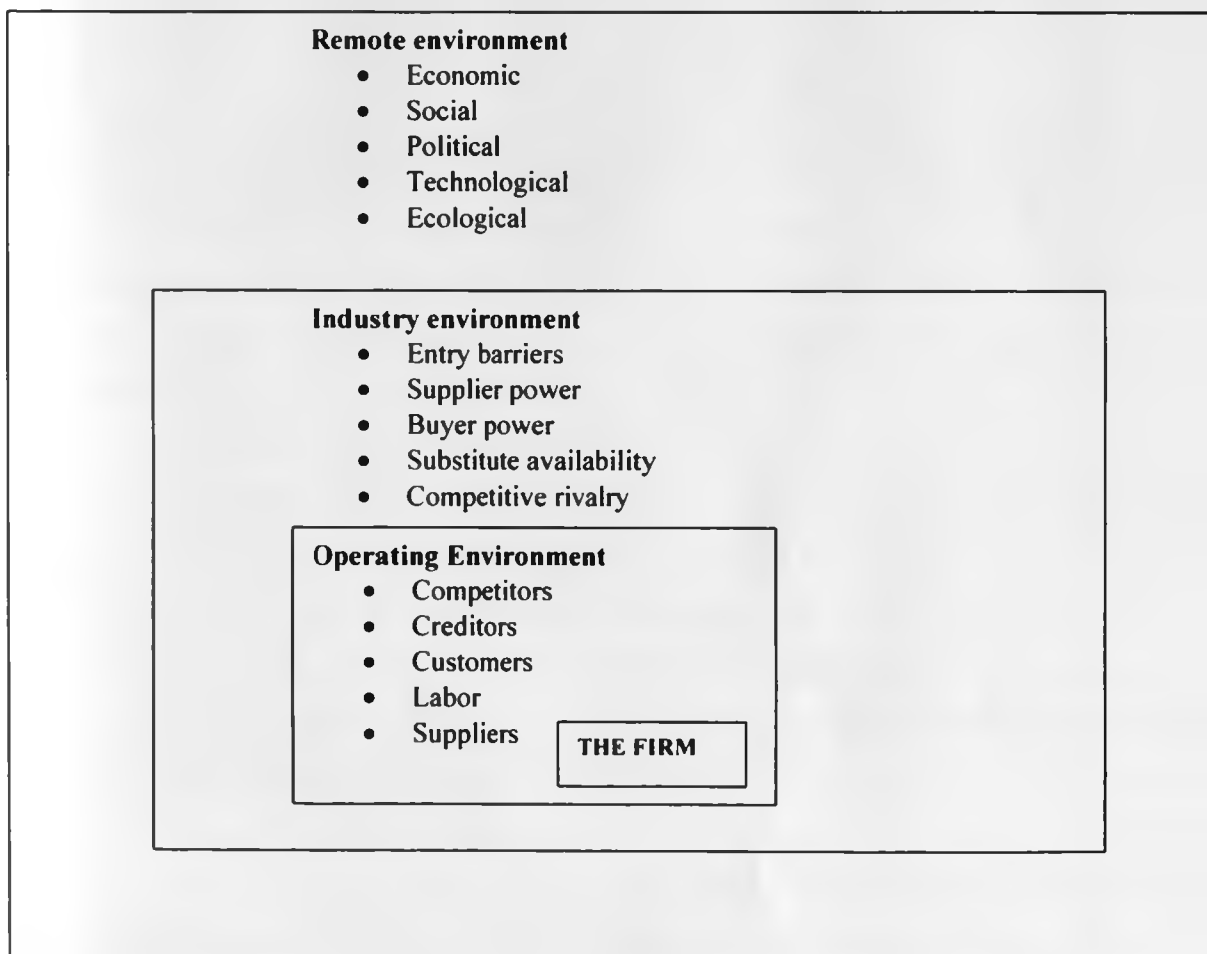 Remote environment
• Economic
• Social
• Political
• Technological
• Ecological
Industry environment
• Entry barriers
• Supplier power
• Buyer power
• Substitute availability
• Competitive rivalry
Operating Environment
• Competitors
• Creditors
• Customers
• Labor
• Suppliers
THE FIRM